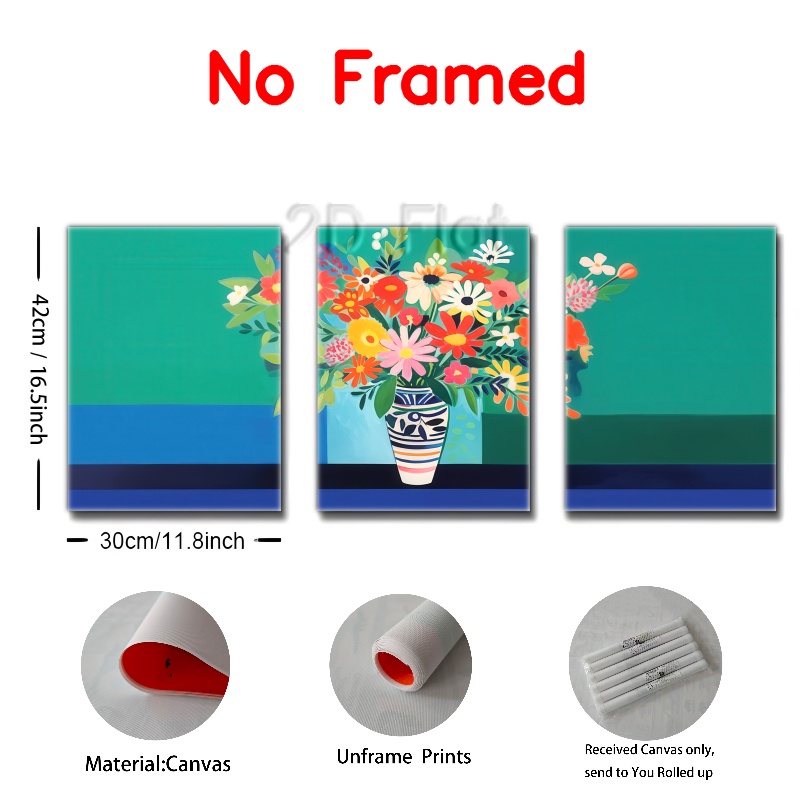 No Framed
2D Flat
42cm / 16.5inch
30cm/11.8inch
Material:Canvas
Unframe Prints
Received Canvas only,
send to You Rolled up